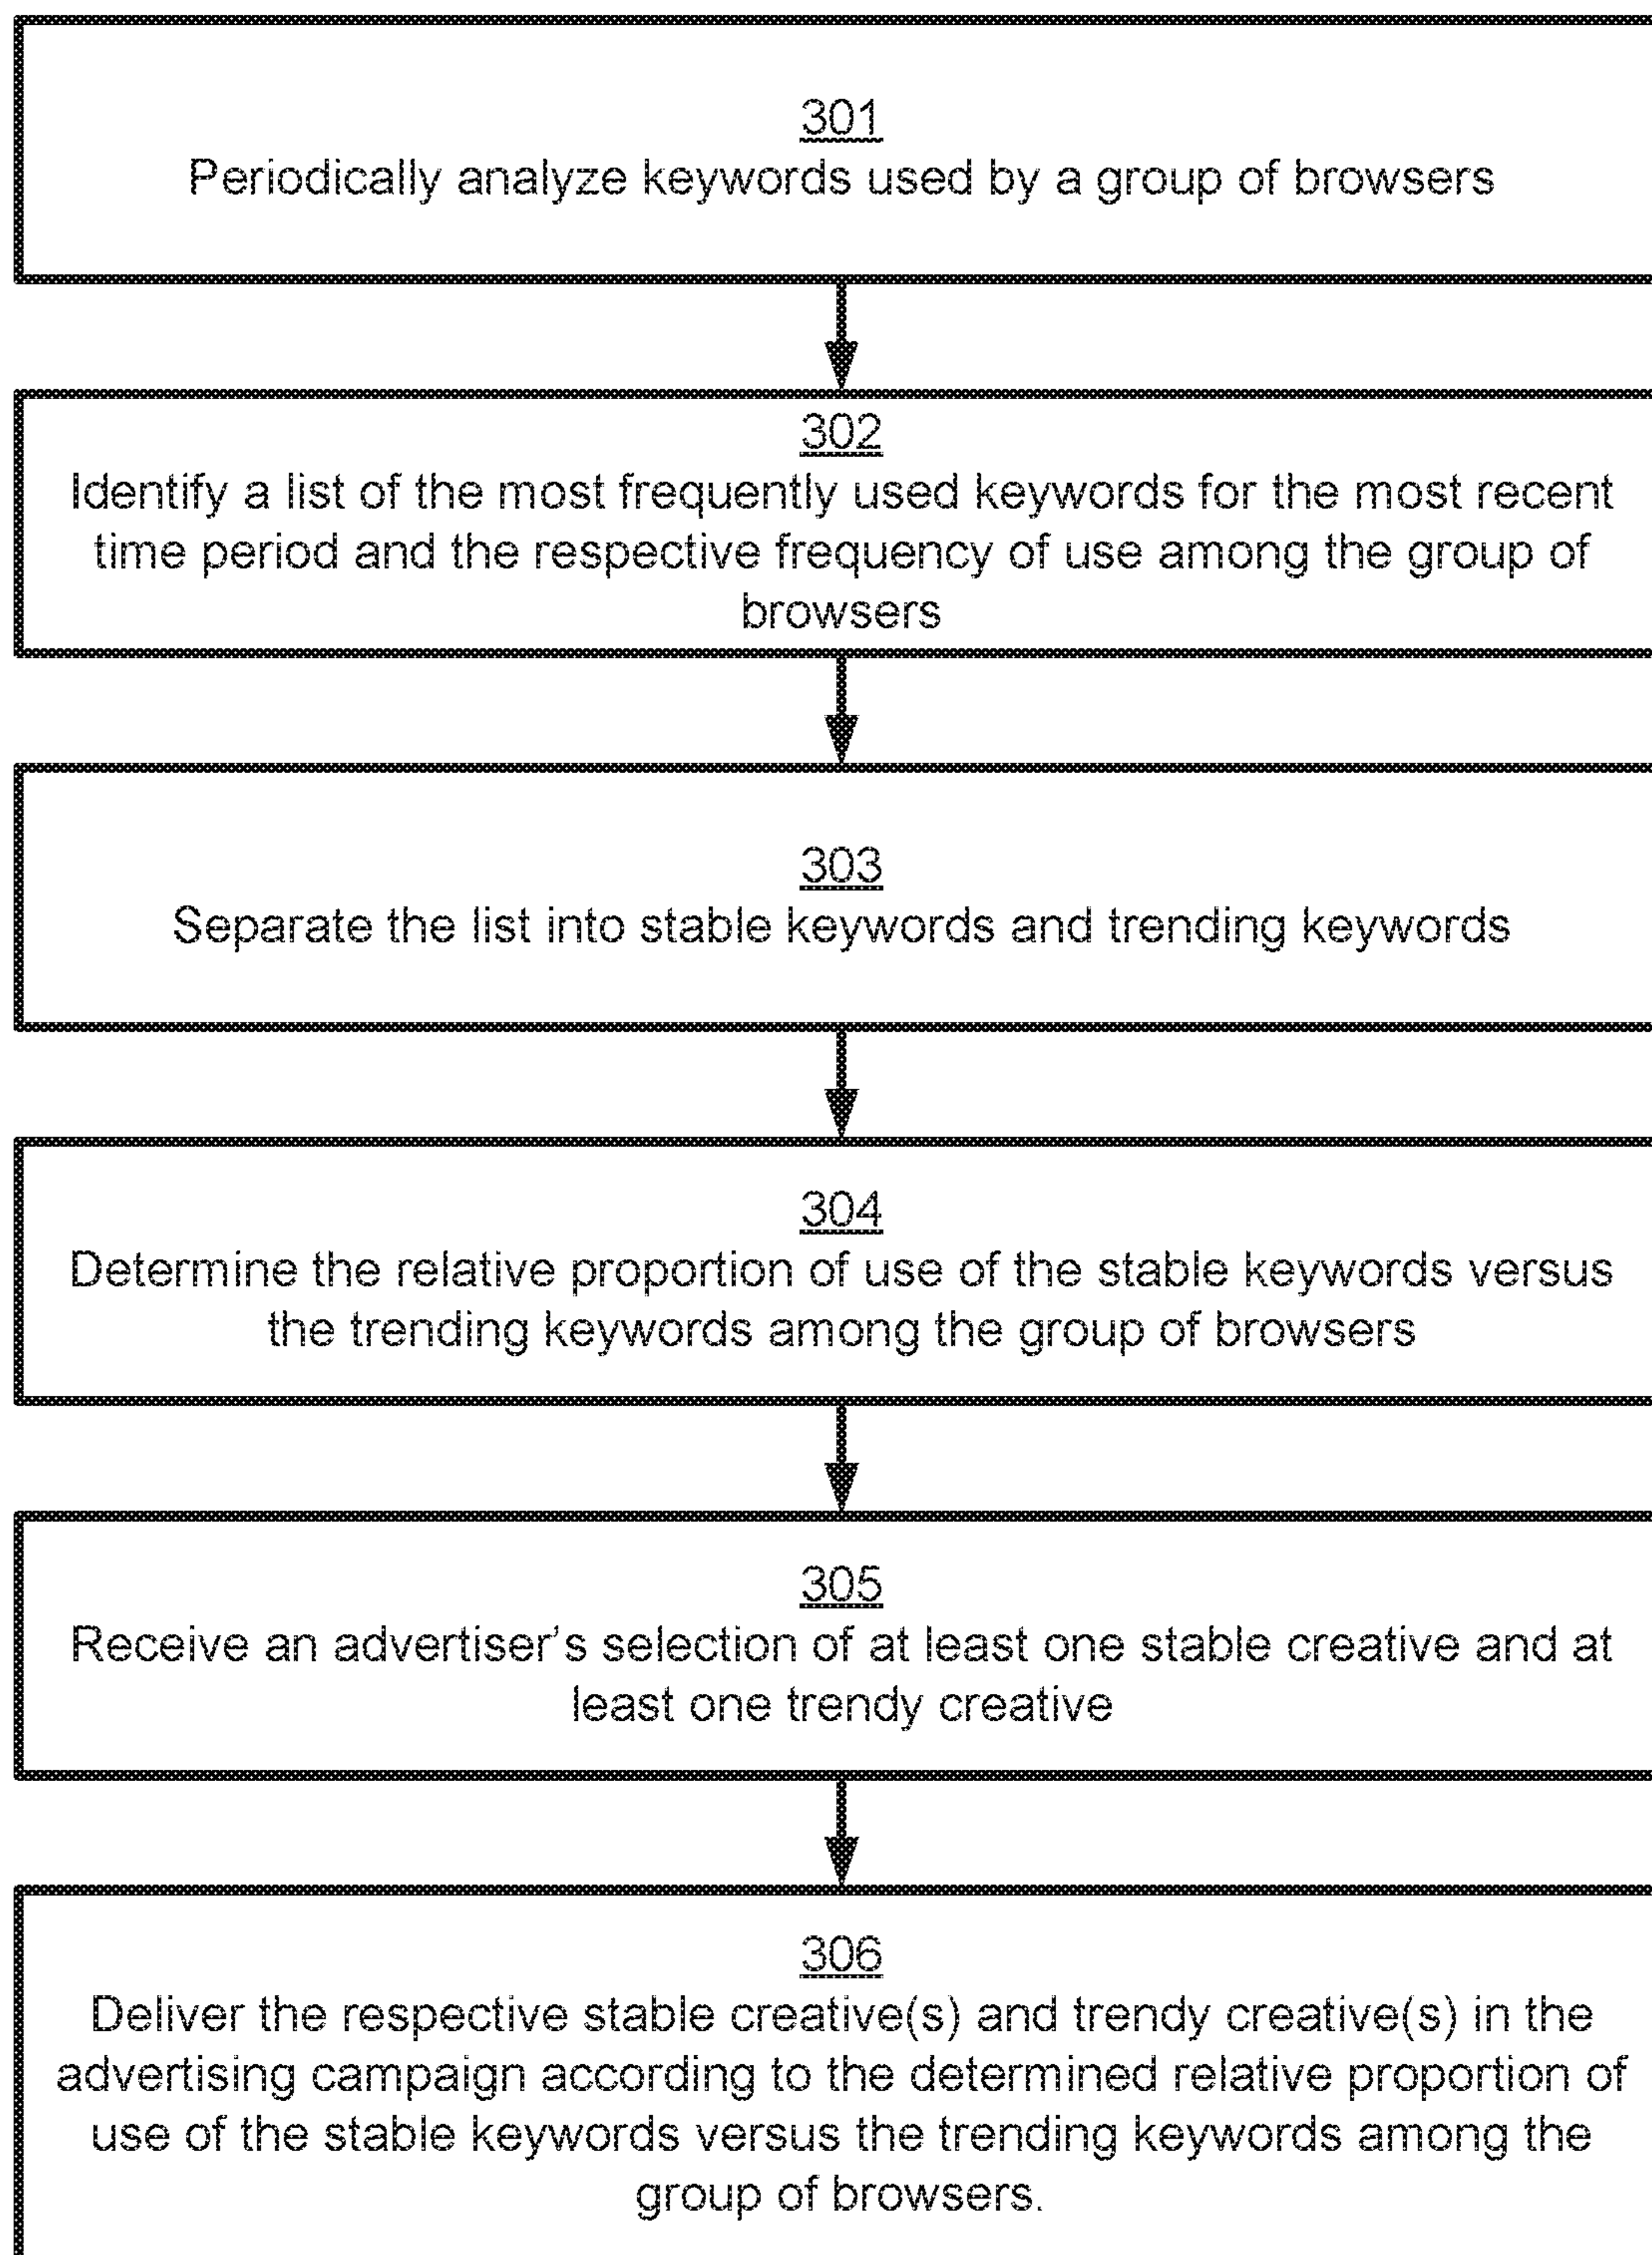 301
Periodically analyze keywords used by a group of browsers
302
Identify a list of the most frequently used keywords for the most recent
time period and the respective frequency of use among the group of
browsers
303
Separate the list into stable keywords and trending keywords
304
Determine the relative proportion of use of the stable keywords versus
the trending keywords among the group of browsers
305
Receive an advertiser’s selection of at least one stable creative and at
least one trendy creative
306
Deliver the respective stable creative(s) and trendy creative(s) in the
advertising campaign according to the determined relative proportion of
use of the stable keywords versus the trending keywords among the
group of browsers.